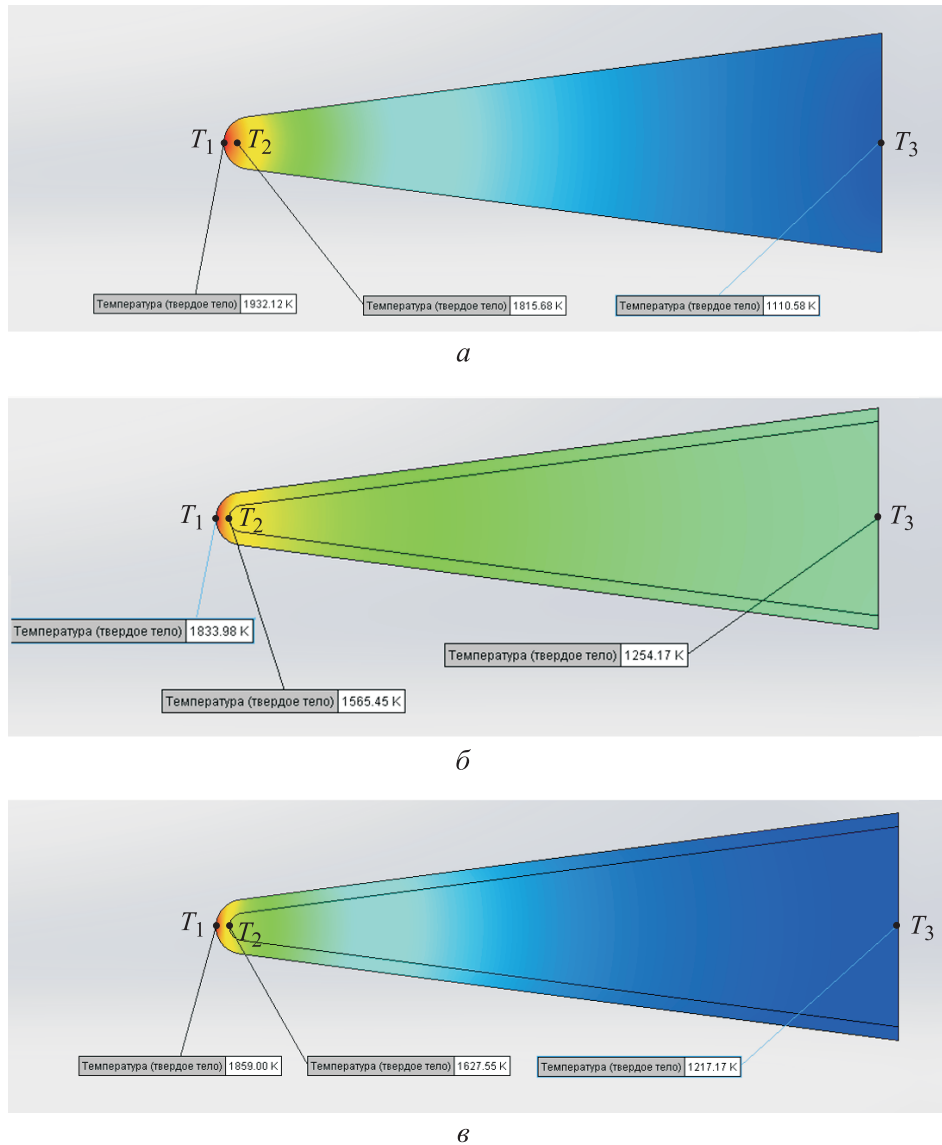 T1 T2 T3
Температура (твердое тело) 1932.12 K
Температура (твердое тело) 1815.68 K
Температура (твердое тело) 1110.58 K
а
T1 T2 T3
Температура (твердое тело) 1833.98 K
Температура (твердое тело) 1254.17 K
Температура (твердое тело) 1565.45 K
б
T1 T2 T3
Температура (твердое тело) 1859.00 K
Температура (твердое тело) 1627.55 K
Температура (твердое тело) 1217.17 K
в